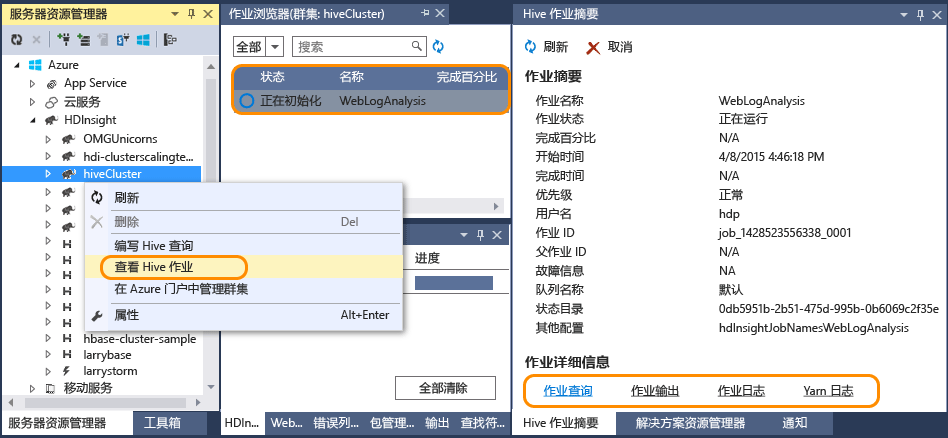 服务器资源管理器
Azure
App Service
云服务
HDInsight
OMGUnicorns
hdi-clusterscalingte...
hiveCluster
刷新
删除 Del
编写 Hive 查询
查看 Hive 作业
在 Azure 门户中管理群集
属性 Alt+Enter
hbase-cluster-sample
larrybase
larrystorm
移动服务
服务器资源管理器 工具箱
作业浏览器(群集: hiveCluster)
全部 搜索
状态 名称 完成百分比
正在初始化 WebLogAnalysis
进度
全部清除
HDIn... Web... 错误列... 包管理... 输出 查找符...
Hive 作业摘要
刷新 取消
作业摘要
作业名称 WebLogAnalysis
作业状态 正在运行
完成百分比 N/A
开始时间 4/8/2015 4:46:18 PM
完成时间 N/A
优先级 正常
用户名 hdp
作业 ID job_1428523556338_0001
父作业 ID N/A
故障信息 NA
队列名称 默认
状态目录 0db5951b-2b51-475d-995b-0b6069c2f35e
其他配置 hdInsightJobNamesWebLogAnalysis
作业详细信息
作业查询 作业输出 作业日志 Yarn 日志
Hive 作业摘要 解决方案资源管理器 通知